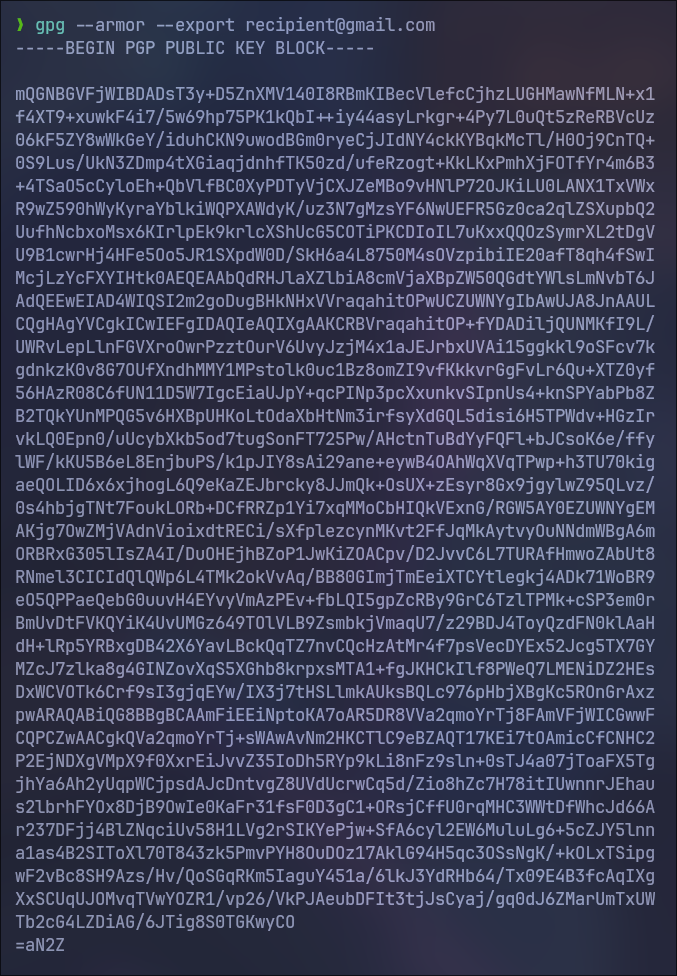 ❯ gpg --armor --export recipient@gmail.com
-----BEGIN PGP PUBLIC KEY BLOCK-----

mQGNBGVFjWIBDADsT3y+D5ZnXMV140I8RBmKIBecVlefcCjhzLUGHMawNfMLN+x1
f4XT9+xuwkF4i7/5w69hp75PK1kQbI++iy44asyLrkgr+4Py7L0uQt5zReRBVcUz
06kF5ZY8wWkGeY/iduhCKN9uwodBGm0ryeCjJIdNY4ckKYBqkMcTl/H0Oj9CnTQ+
0S9Lus/UkN3ZDmp4tXGiaqjdnhfTK50zd/ufeRzogt+KkLKxPmhXjFOTfYr4m6B3
+4TSaO5cCyloEh+QbVlfBC0XyPDTyVjCXJZeMBo9vHNlP72OJKiLU0LANX1TxVWx
R9wZ590hWyKyraYblkiWQPXAWdyK/uz3N7gMzsYF6NwUEFR5Gz0ca2qlZSXupbQ2
UufhNcbxoMsx6KIrlpEk9krlcXShUcG5COTiPKCDIoIL7uKxxQQOzSymrXL2tDgV
U9B1cwrHj4HFe5Oo5JR1SXpdW0D/SkH6a4L8750M4sOVzpibiIE20afT8qh4fSwI
McjLzYcFXYIHtk0AEQEAAbQdRHJlaXZlbiA8cmVjaXBpZW50QGdtYWlsLmNvbT6J
AdQEEwEIAD4WIQSI2m2goDugBHkNHxVVraqahitOPwUCZUWNYgIbAwUJA8JnAAUL
CQgHAgYVCgkICwIEFgIDAQIeAQIXgAAKCRBVraqahitOP+fYDADiljQUNMKfI9L/
UWRvLepLlnFGVXroOwrPzztOurV6UvyJzjM4x1aJEJrbxUVAi15ggkkl9oSFcv7k
gdnkzK0v8G7OUfXndhMMY1MPstolk0uc1Bz8omZI9vfKkkvrGgFvLr6Qu+XTZ0yf
56HAzR08C6fUN11D5W7IgcEiaUJpY+qcPINp3pcXxunkvSIpnUs4+knSPYabPb8Z
B2TQkYUnMPQG5v6HXBpUHKoLtOdaXbHtNm3irfsyXdGQL5disi6H5TPWdv+HGzIr
vkLQ0Epn0/uUcybXkb5od7tugSonFT725Pw/AHctnTuBdYyFQFl+bJCsoK6e/ffy
lWF/kKU5B6eL8EnjbuPS/k1pJIY8sAi29ane+eywB4OAhWqXVqTPwp+h3TU70kig
aeQOLID6x6xjhogL6Q9eKaZEJbrcky8JJmQk+OsUX+zEsyr8Gx9jgylwZ95QLvz/
0s4hbjgTNt7FoukLORb+DCfRRZp1Yi7xqMMoCbHIQkVExnG/RGW5AY0EZUWNYgEM
AKjg7OwZMjVAdnVioixdtRECi/sXfplezcynMKvt2FfJqMkAytvyOuNNdmWBgA6m
ORBRxG305lIsZA4I/DuOHEjhBZoP1JwKiZOACpv/D2JvvC6L7TURAfHmwoZAbUt8
RNmel3CICIdQlQWp6L4TMk2okVvAq/BB80GImjTmEeiXTCYtlegkj4ADk71WoBR9
eO5QPPaeQebG0uuvH4EYvyVmAzPEv+fbLQI5gpZcRBy9GrC6TzlTPMk+cSP3em0r
BmUvDtFVKQYiK4UvUMGz649TOlVLB9ZsmbkjVmaqU7/z29BDJ4ToyQzdFN0klAaH
dH+lRp5YRBxgDB42X6YavLBckQqTZ7nvCQcHzAtMr4f7psVecDYEx52Jcg5TX7GY
MZcJ7zlka8g4GINZovXqS5XGhb8krpxsMTA1+fgJKHCkIlf8PWeQ7LMENiDZ2HEs
DxWCVOTk6Crf9sI3gjqEYw/IX3j7tHSLlmkAUksBQLc976pHbjXBgKc5ROnGrAxz
pwARAQABiQG8BBgBCAAmFiEEiNptoKA7oAR5DR8VVa2qmoYrTj8FAmVFjWICGwwF
CQPCZwAACgkQVa2qmoYrTj+sWAwAvNm2HKCTlC9eBZAQT17KEi7tOAmicCfCNHC2
P2EjNDXgVMpX9f0XxrEiJvvZ35IoDh5RYp9kLi8nFz9sln+0sTJ4a07jToaFX5Tg
jhYa6Ah2yUqpWCjpsdAJcDntvgZ8UVdUcrwCq5d/Zio8hZc7H78itIUwnnrJEhau
s2lbrhFYOx8DjB9OwIe0KaFr31fsF0D3gC1+ORsjCffU0rqMHC3WWtDfWhcJd66A
r237DFjj4BlZNqciUv58H1LVg2rSIKYePjw+SfA6cyl2EW6MuluLg6+5cZJY5lnn
a1as4B2SIToXl70T843zk5PmvPYH8OuDOz17AklG94H5qc3OSsNgK/+kOLxTSipg
wF2vBc8SH9Azs/Hv/QoSGqRKm5IaguY451a/6lkJ3YdRHb64/Tx09E4B3fcAqIXg
XxSCUqUJOMvqTVwYOZR1/vp26/VkPJAeubDFIt3tjJsCyaj/gq0dJ6ZMarUmTxUW
Tb2cG4LZDiAG/6JTig8S0TGKwyCO
=aN2Z